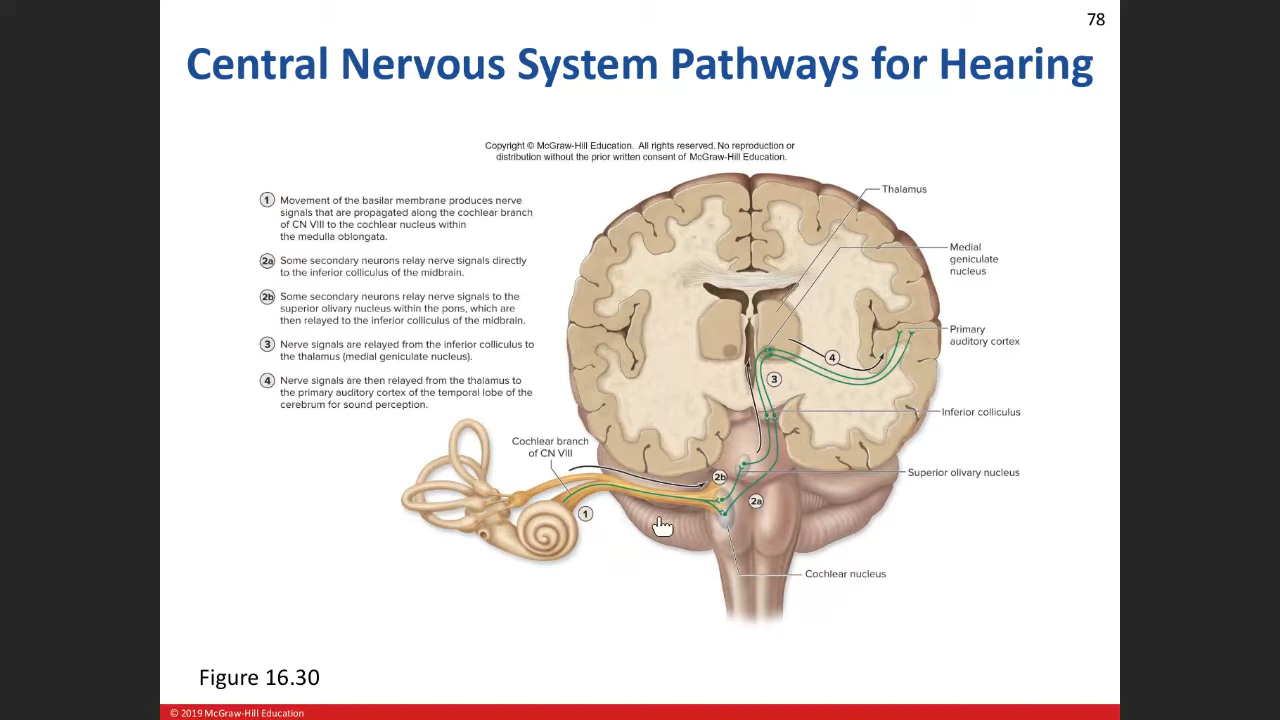 78
Central Nervous System Pathways for Hearing
Copyright © McGraw-Hill Education. All rights reserved. No reproduction or
distribution without the prior written consent of McGraw-Hill Education.
1 Movement of the basilar membrane produces nerve
signals that are propagated along the cochlear branch
of CN VIII to the cochlear nucleus within
the medulla oblongata.
2a Some secondary neurons relay nerve signals directly
to the inferior colliculus of the midbrain.
2b Some secondary neurons relay nerve signals to the
superior olivary nucleus within the pons, which are
then relayed to the inferior colliculus of the midbrain.
3 Nerve signals are relayed from the inferior colliculus to
the thalamus (medial geniculate nucleus).
4 Nerve signals are then relayed from the thalamus to
the primary auditory cortex of the temporal lobe of the
cerebrum for sound perception.
Thalamus
Medial
geniculate
nucleus
Primary
auditory cortex
4
3
Inferior colliculus
Cochlear branch
of CN VIII
Superior olivary nucleus
2b
2a
1
Cochlear nucleus
Figure 16.30
© 2019 McGraw-Hill Education